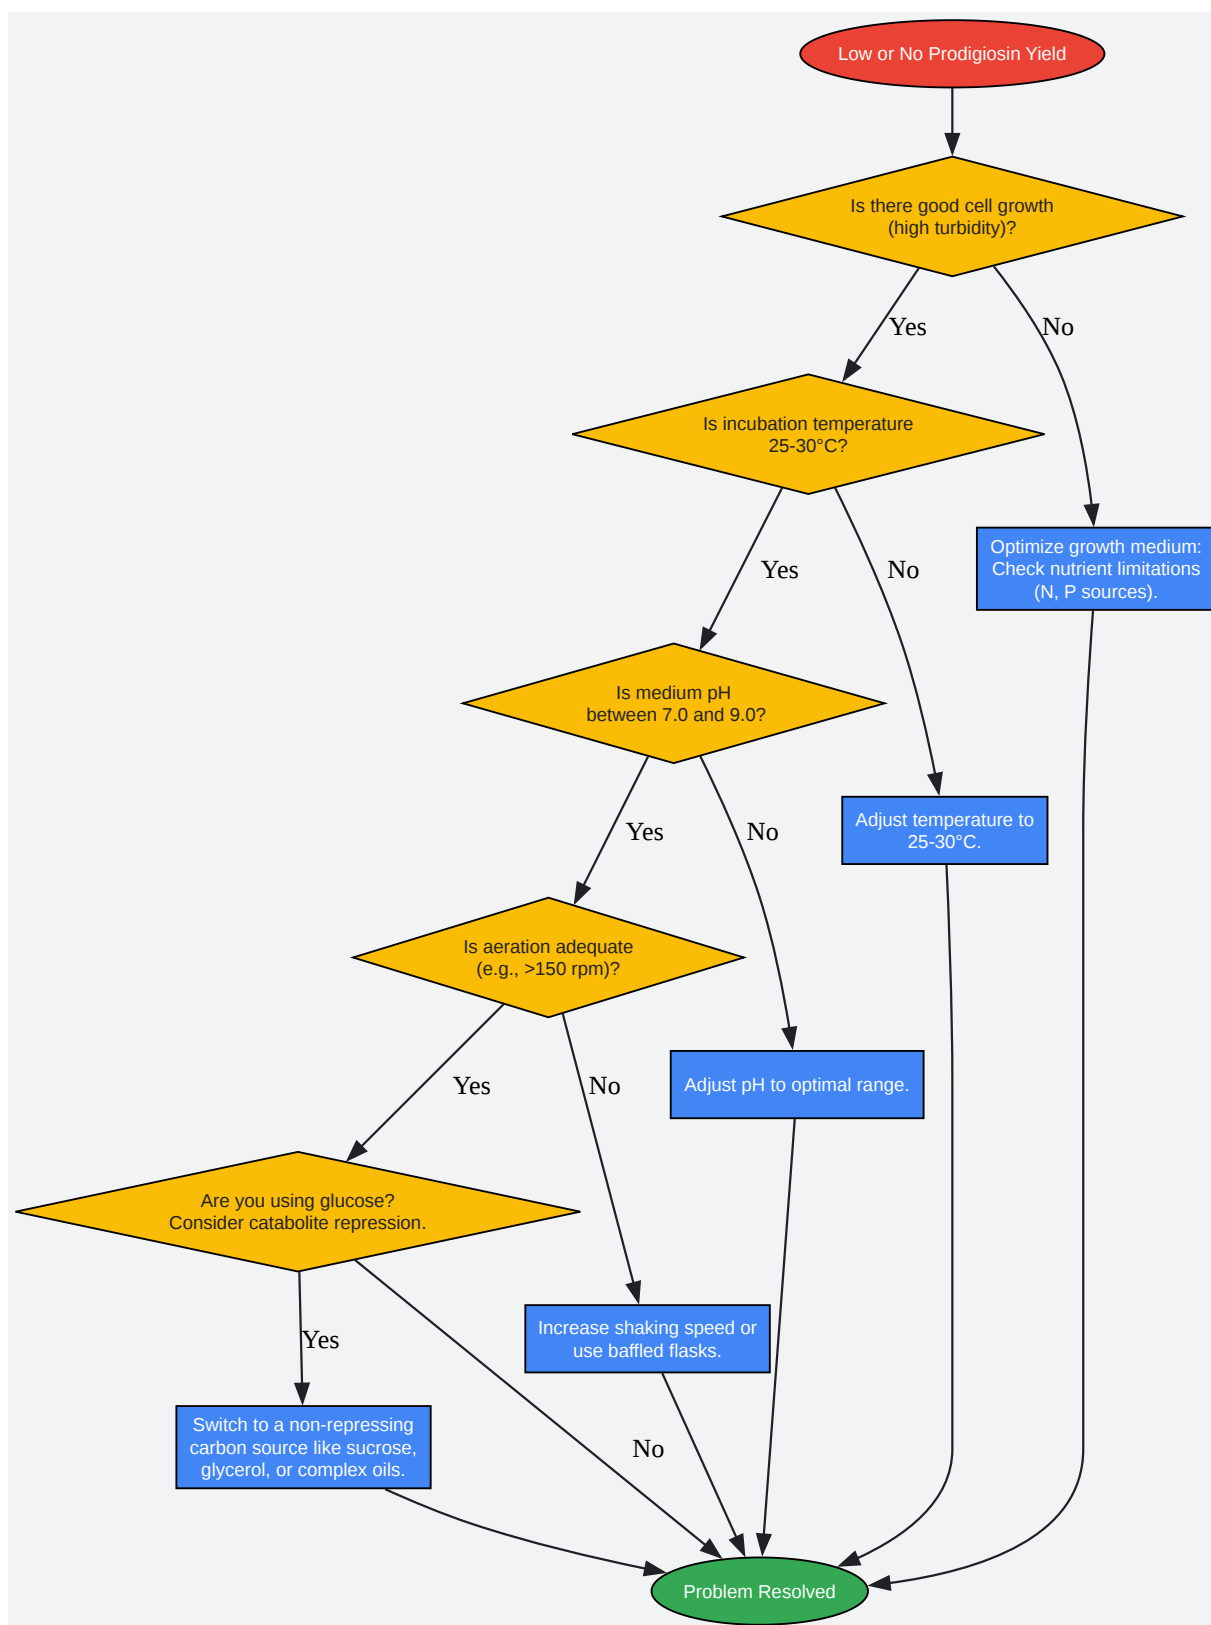 Low or No Prodigiosin Yield
Is there good cell growth
(high turbidity)?
Yes
No
Is incubation temperature
25-30°C?
Optimize growth medium:
Check nutrient limitations
(N, P sources).
Yes
No
Is medium pH
between 7.0 and 9.0?
Adjust temperature to
25-30°C.
Yes
No
Is aeration adequate
(e.g., >150 rpm)?
Adjust pH to optimal range.
Yes
No
Are you using glucose?
Consider catabolite repression.
Increase shaking speed or
use baffled flasks.
Yes
No
Switch to a non-repressing
carbon source like sucrose,
glycerol, or complex oils.
Problem Resolved